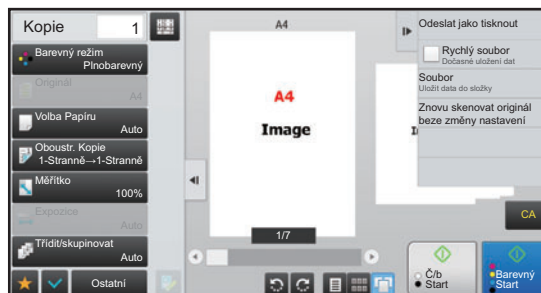 Kopie 1
Barevný režim
Plnobarevný
Originál
A4
Volba Papíru
Auto
Oboustr. Kopie
1-Stranně→1-Stranně
Měřítko
100%
Expozice
Auto
Třídit/skupinovat
Auto
Ostatní
A4
A4
Image
I
1/7
Odeslat jako tisknout
Rychlý soubor
Dočasné uložení dat
Soubor
Uložit data do složky
Znovu skenovat originál
beze změny nastavení
CA
Č/b
Start
Barevný
Start